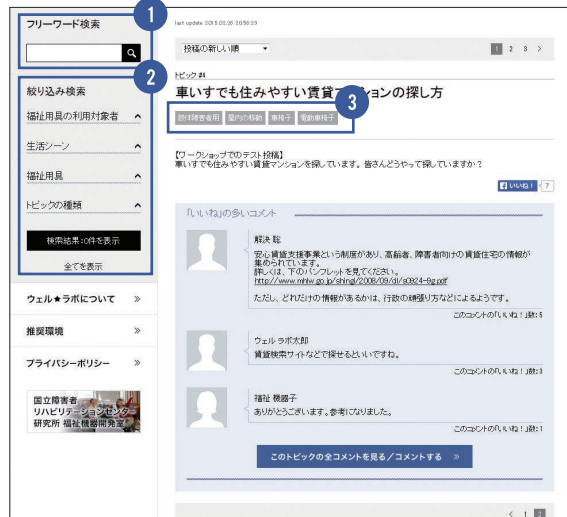 フリーワード検索
1
2
絞り込み検索
福祉用具の利用対象者
生活シーン
福祉用具
トピックの種類
検索結果:0件を表示
全てを表示
ウェル★ラボについて »
推奨環境 »
プライバシーポリシー »
国立障害者
リハビリテーションセンター
研究所 福祉機器開発室
last update 2015.02.26 20:58:29
投稿の新しい順
1 2 3 >
トピック #4
車いすでも住みやすい賃貸マンションの探し方
3
肢体障害者用 屋内の移動 車椅子 電動車椅子
【ワークショップでのテスト投稿】
車いすでも住みやすい賃貸マンションを探しています。皆さんどうやって探していますか?
いいね! 7
「いいね」の多いコメント
解決 聡
安心賃貸支援事業という制度があり、高齢者、障害者向けの賃貸住宅の情報が
集められています。
詳しくは、下のパンフレットを見てください。
http://www.mhlw.go.jp/shingi/2008/09/dl/s0924-9g.pdf
ただし、どれだけの情報があるかは、行政の頑張り方などによるようです。
このコメントの「いいね!」数:5
ウェル ラボ太郎
賃貸検索サイトなどで探せるといいですね。
このコメントの「いいね!」数:3
福祉 機器子
ありがとうございます。参考になりました。
このコメントの「いいね!」数:1
このトピックの全コメントを見る/コメントする »
< 1 2